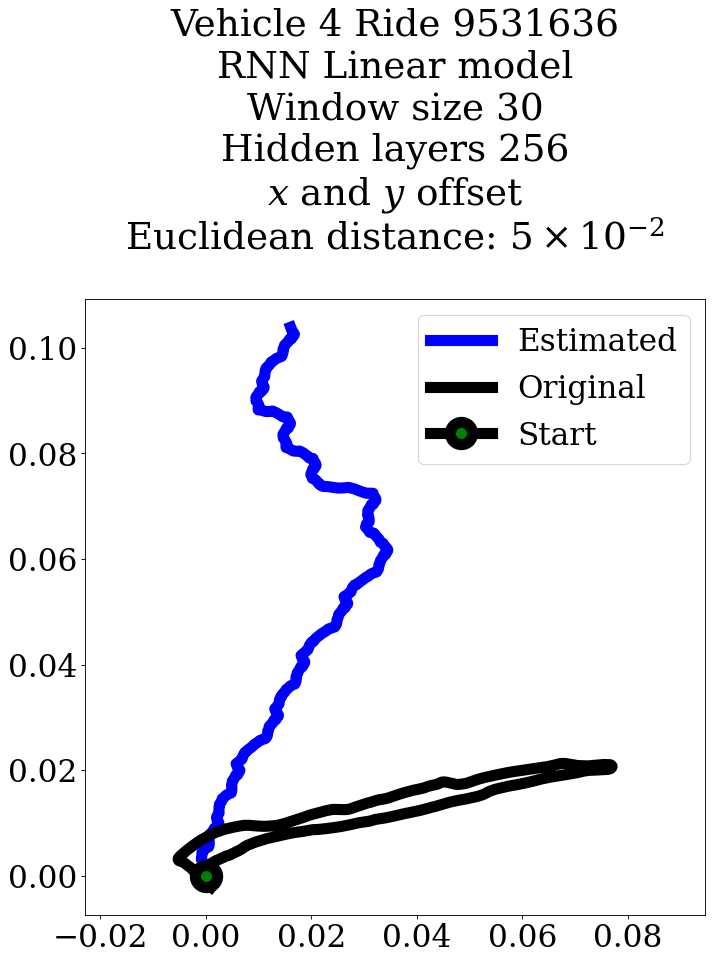 Vehicle 4 Ride 9531636
RNN Linear model
Window size 30
Hidden layers 256
x and y offset
Euclidean distance: 5 × 10⁻²
Estimated
Original
Start
0.10
0.08
0.06
0.04
0.02
0.00
−0.02 0.00 0.02 0.04 0.06 0.08